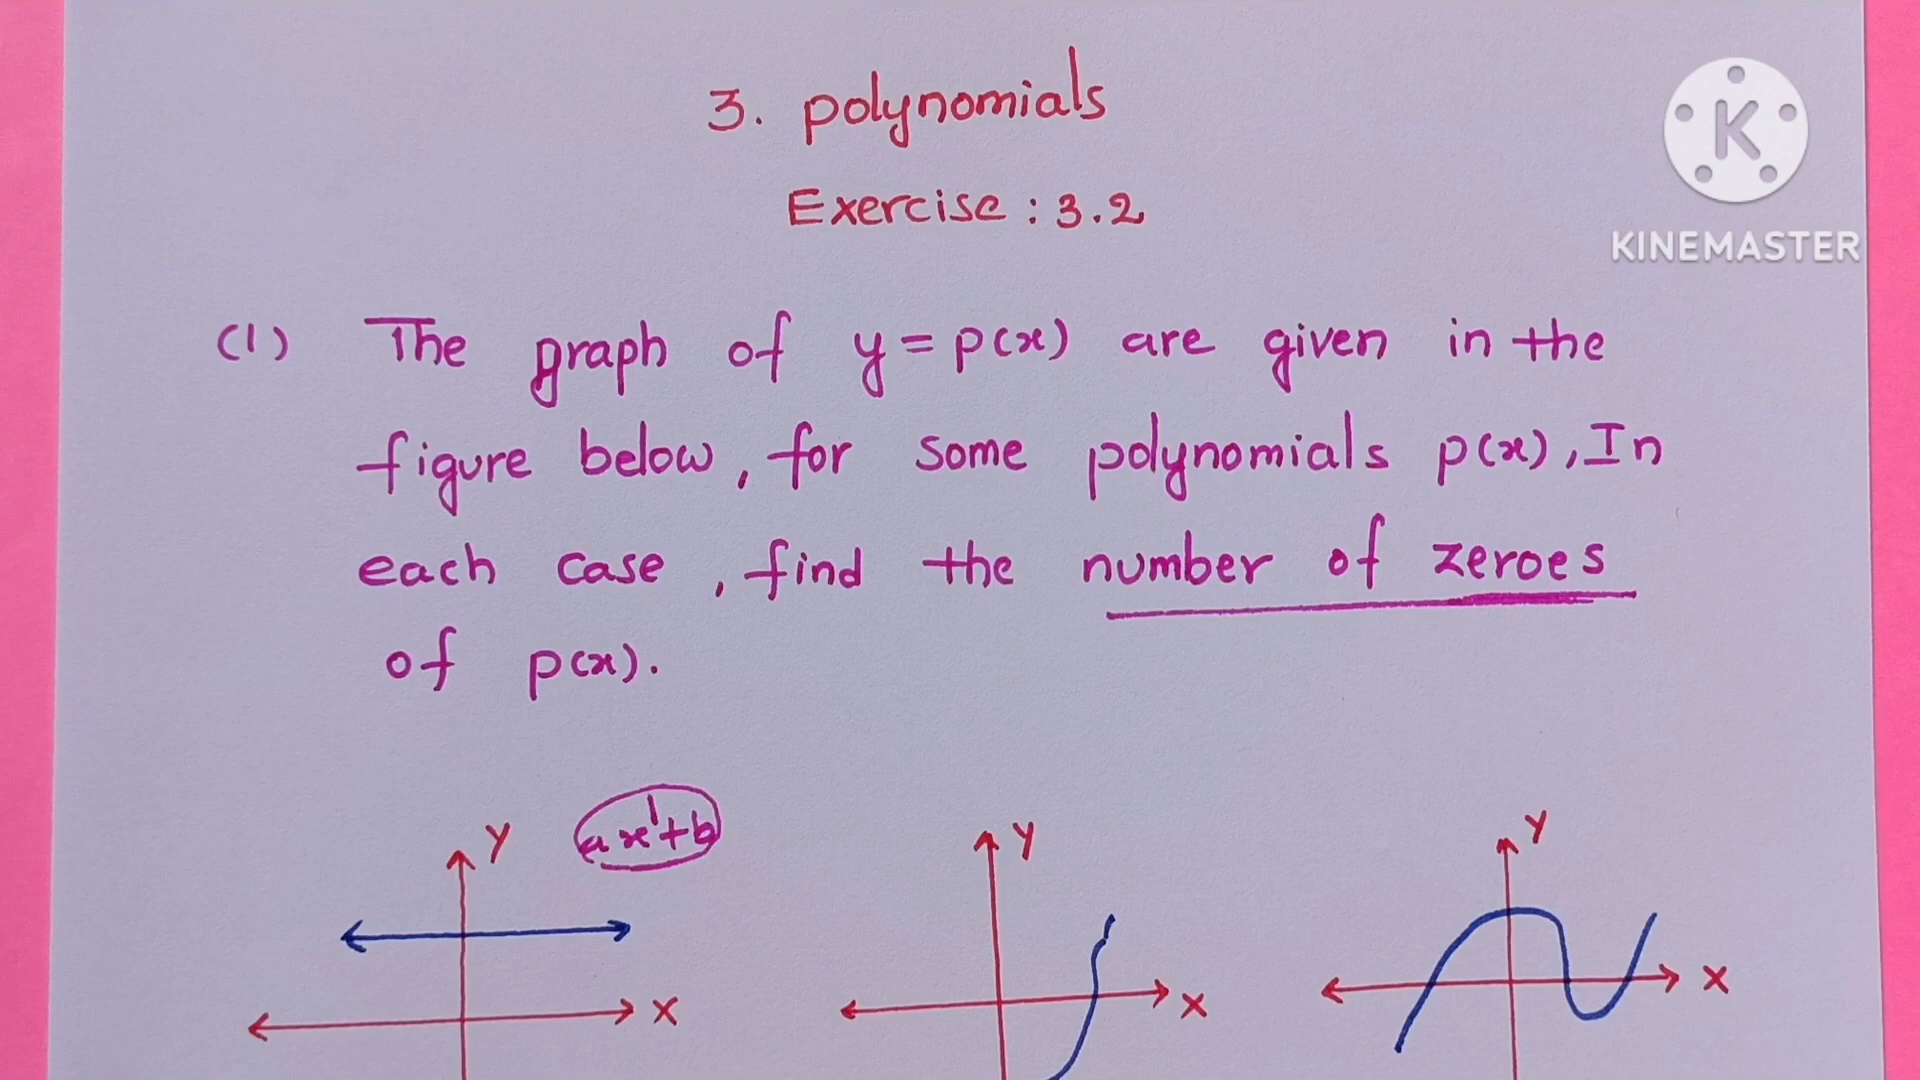 3. polynomials
Exercise : 3.2
K
KINEMASTER
(1) The graph of y = p(x) are given in the
figure below, for some polynomials p(x), In
each case, find the number of zeroes
of p(x).
ax¹+b
Y
Y
Y
X
X
X